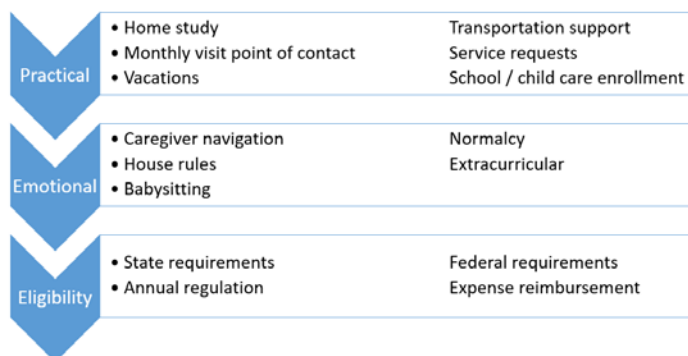 Practical
• Home study
• Monthly visit point of contact
• Vacations
Transportation support
Service requests
School / child care enrollment
Emotional
• Caregiver navigation
• House rules
• Babysitting
Normalcy
Extracurricular
Eligibility
• State requirements
• Annual regulation
Federal requirements
Expense reimbursement